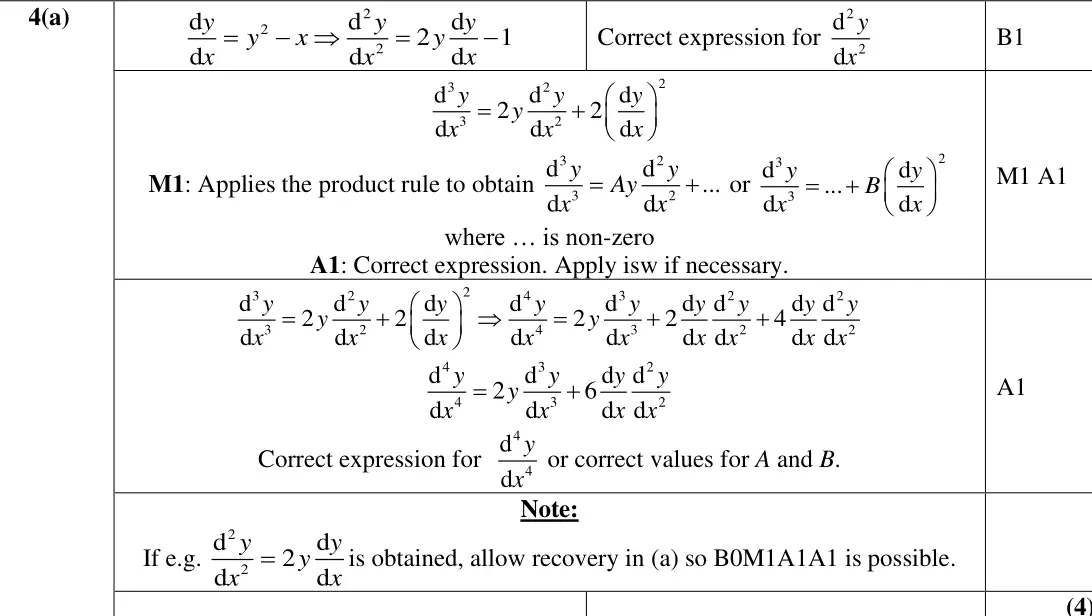 4(a)
dy/dx = y² − x ⇒ d²y/dx² = 2y dy/dx − 1
Correct expression for d²y/dx²
B1
d³y/dx³ = 2y d²y/dx² + 2(dy/dx)²
M1: Applies the product rule to obtain d³y/dx³ = Ay d²y/dx² + ... or d³y/dx³ = ... + B(dy/dx)²
where … is non-zero
A1: Correct expression. Apply isw if necessary.
M1 A1
d³y/dx³ = 2y d²y/dx² + 2(dy/dx)² ⇒ d⁴y/dx⁴ = 2y d³y/dx³ + 2 dy/dx d²y/dx² + 4 dy/dx d²y/dx²
d⁴y/dx⁴ = 2y d³y/dx³ + 6 dy/dx d²y/dx²
Correct expression for d⁴y/dx⁴ or correct values for A and B.
A1
Note:
If e.g. d²y/dx² = 2y dy/dx is obtained, allow recovery in (a) so B0M1A1A1 is possible.
(4)